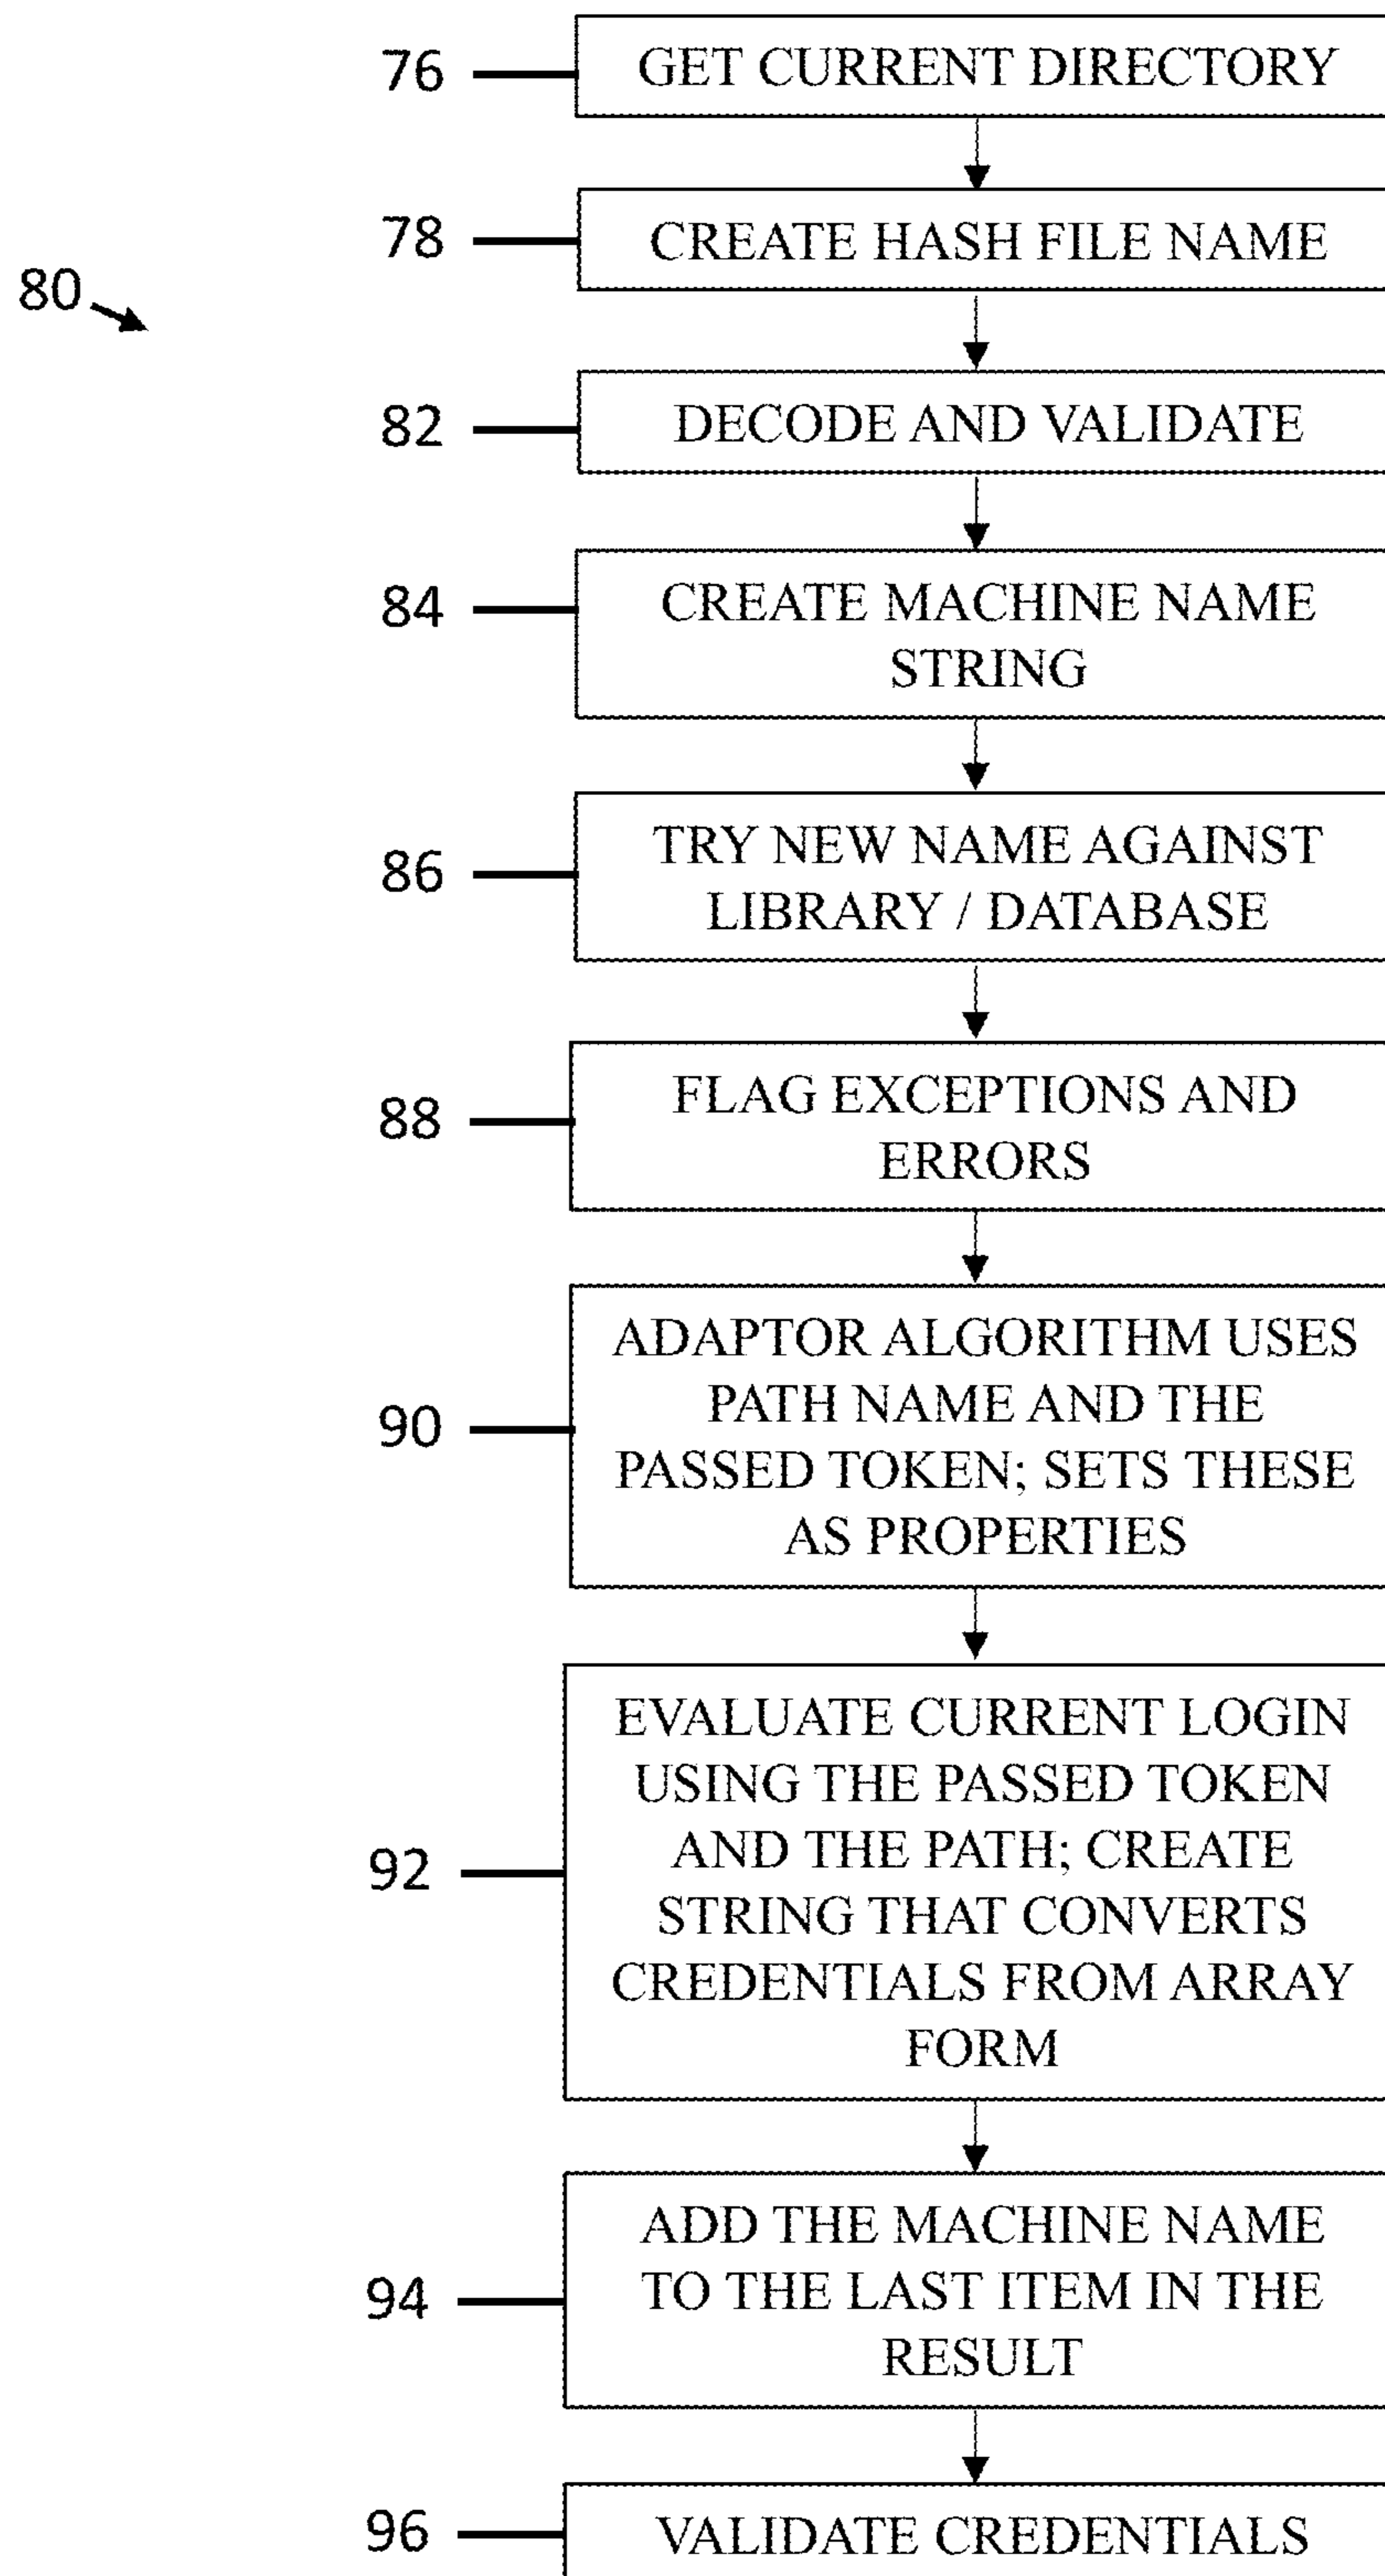 76
GET CURRENT DIRECTORY
78
CREATE HASH FILE NAME
80
82
DECODE AND VALIDATE
84
CREATE MACHINE NAME
STRING
86
TRY NEW NAME AGAINST
LIBRARY / DATABASE
88
FLAG EXCEPTIONS AND
ERRORS
90
ADAPTOR ALGORITHM USES
PATH NAME AND THE
PASSED TOKEN; SETS THESE
AS PROPERTIES
92
EVALUATE CURRENT LOGIN
USING THE PASSED TOKEN
AND THE PATH; CREATE
STRING THAT CONVERTS
CREDENTIALS FROM ARRAY
FORM
94
ADD THE MACHINE NAME
TO THE LAST ITEM IN THE
RESULT
96
VALIDATE CREDENTIALS